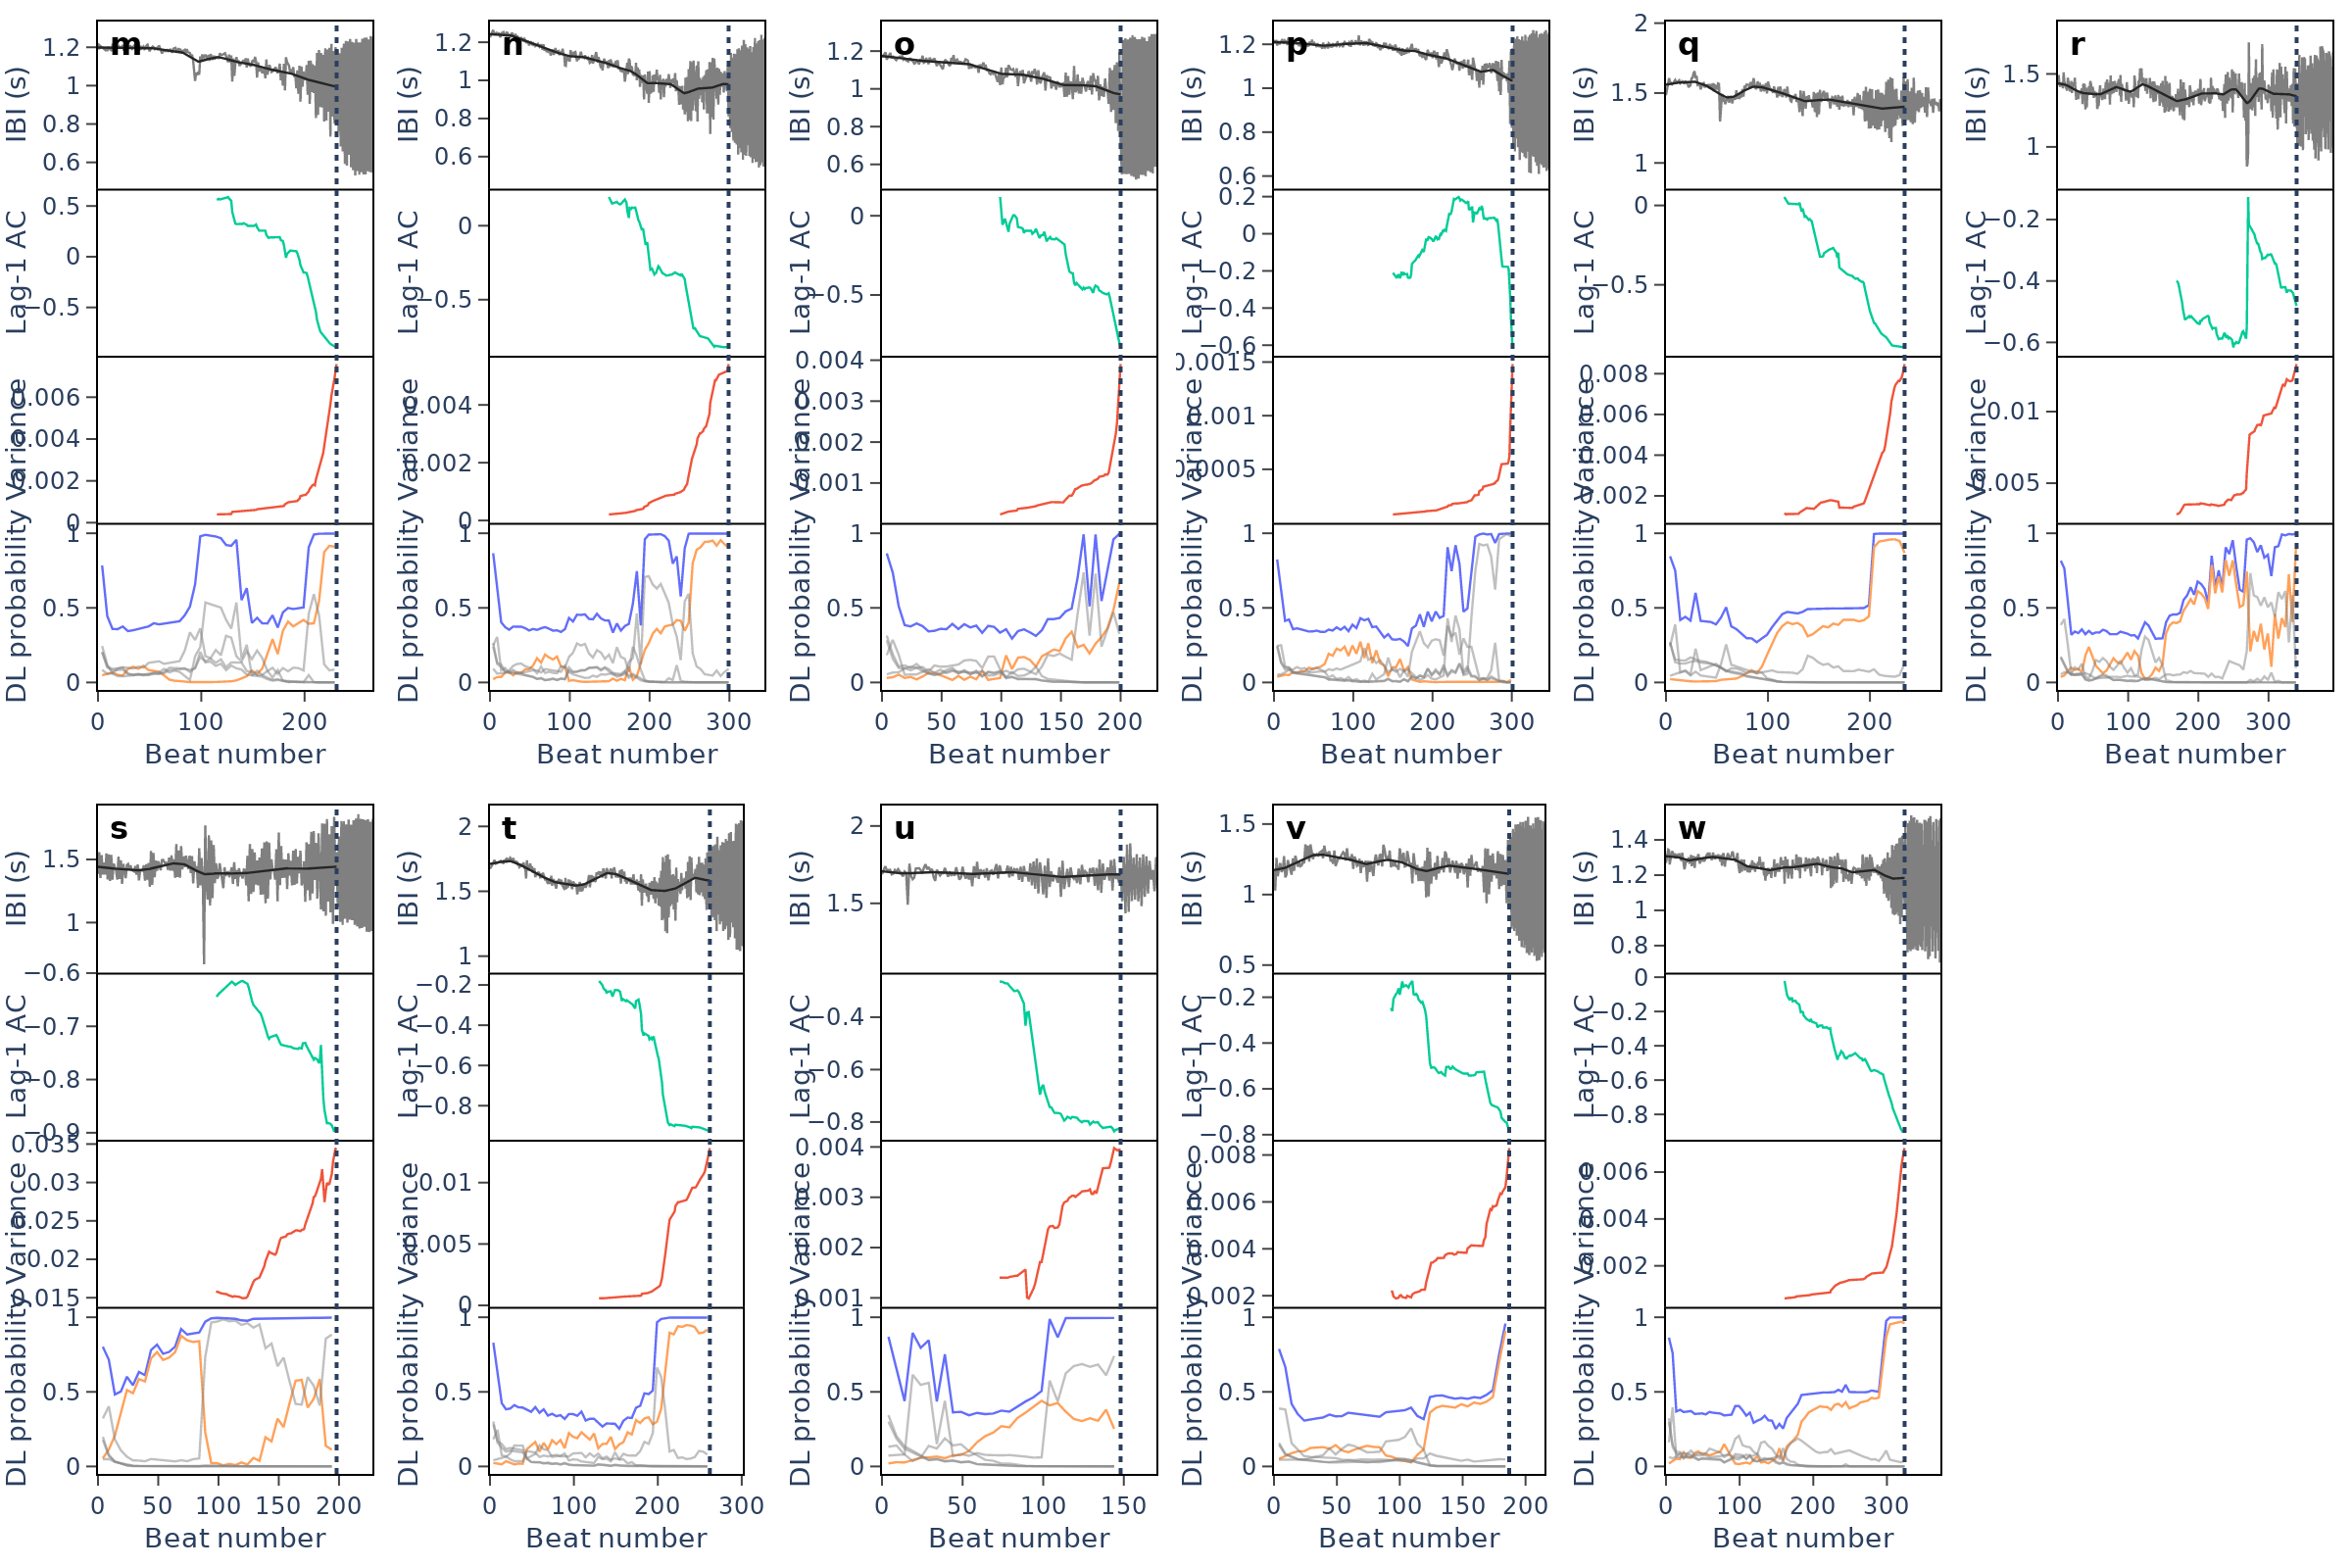 m
IBI (s)
1.2
1
0.8
0.6
Lag-1 AC
0.5
0
−0.5
Variance
0.006
0.004
0.002
0
DL probability
1
0.5
0
0 100 200
Beat number
n
IBI (s)
1.2
1
0.8
0.6
Lag-1 AC
0
−0.5
Variance
0.004
0.002
0
DL probability
1
0.5
0
0 100 200 300
Beat number
o
IBI (s)
1.2
1
0.8
0.6
Lag-1 AC
0
−0.5
Variance
0.004
0.003
0.002
0.001
DL probability
1
0.5
0
0 50 100 150 200
Beat number
p
IBI (s)
1.2
1
0.8
0.6
Lag-1 AC
0.2
0
−0.2
−0.4
−0.6
Variance
0.0015
0.001
0.0005
DL probability
1
0.5
0
0 100 200 300
Beat number
q
IBI (s)
2
1.5
1
Lag-1 AC
0
−0.5
Variance
0.008
0.006
0.004
0.002
DL probability
1
0.5
0
0 100 200
Beat number
r
IBI (s)
1.5
1
Lag-1 AC
−0.2
−0.4
−0.6
Variance
0.01
0.005
DL probability
1
0.5
0
0 100 200 300
Beat number
s
IBI (s)
1.5
1
Lag-1 AC
−0.6
−0.7
−0.8
−0.9
Variance
0.035
0.03
0.025
0.02
0.015
DL probability
1
0.5
0
0 50 100 150 200
Beat number
t
IBI (s)
2
1.5
1
Lag-1 AC
−0.2
−0.4
−0.6
−0.8
Variance
0.01
0.005
0
DL probability
1
0.5
0
0 100 200 300
Beat number
u
IBI (s)
2
1.5
Lag-1 AC
−0.4
−0.6
−0.8
Variance
0.004
0.003
0.002
0.001
DL probability
1
0.5
0
0 50 100 150
Beat number
v
IBI (s)
1.5
1
0.5
Lag-1 AC
−0.2
−0.4
−0.6
−0.8
Variance
0.008
0.006
0.004
0.002
DL probability
1
0.5
0
0 50 100 150 200
Beat number
w
IBI (s)
1.4
1.2
1
0.8
Lag-1 AC
0
−0.2
−0.4
−0.6
−0.8
Variance
0.006
0.004
0.002
DL probability
1
0.5
0
0 100 200 300
Beat number